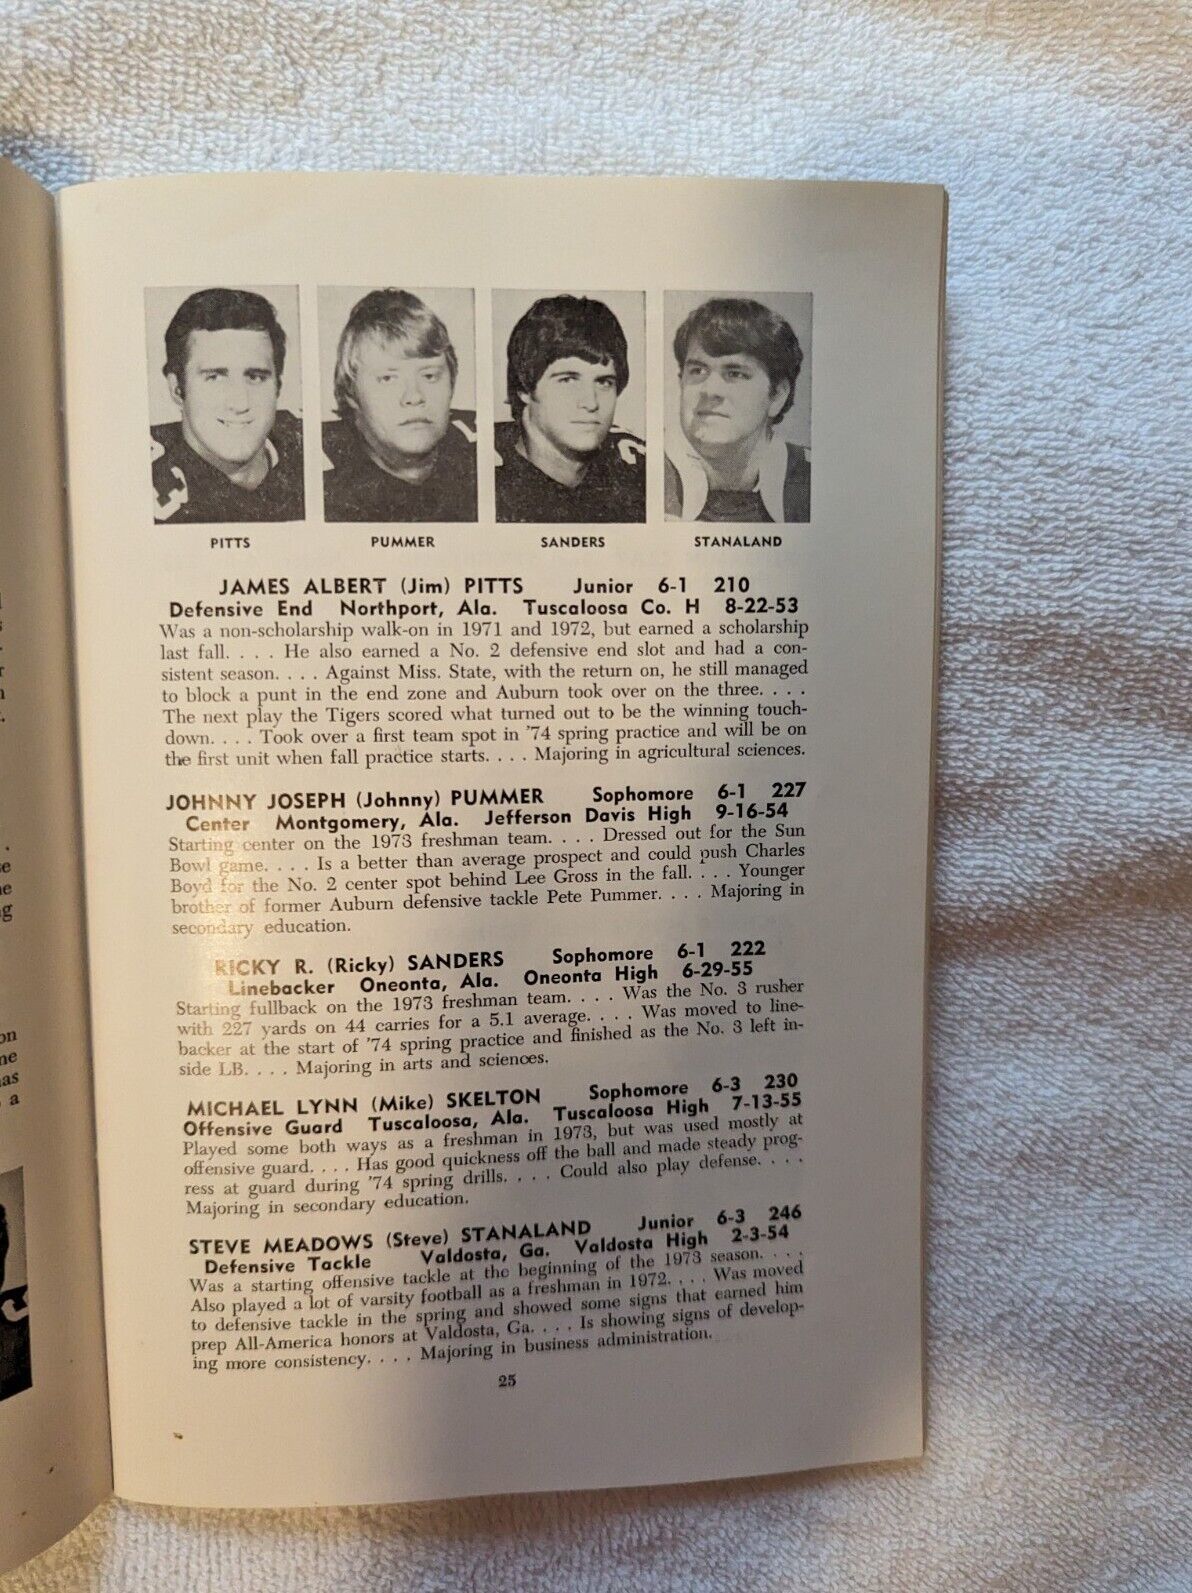 PITTS PUMMER SANDERS STANALAND
JAMES ALBERT (Jim) PITTS Junior 6-1 210
Defensive End Northport, Ala. Tuscaloosa Co. H 8-22-53
Was a non-scholarship walk-on in 1971 and 1972, but earned a scholarship
last fall. . . . He also earned a No. 2 defensive end slot and had a con-
sistent season. . . . Against Miss. State, with the return on, he still managed
to block a punt in the end zone and Auburn took over on the three. . . .
The next play the Tigers scored what turned out to be the winning touch-
down. . . . Took over a first team spot in '74 spring practice and will be on
the first unit when fall practice starts. . . . Majoring in agricultural sciences.
JOHNNY JOSEPH (Johnny) PUMMER Sophomore 6-1 227
Center Montgomery, Ala. Jefferson Davis High 9-16-54
Starting center on the 1973 freshman team. . . . Dressed out for the Sun
Bowl game. . . . Is a better than average prospect and could push Charles
Boyd for the No. 2 center spot behind Lee Gross in the fall. . . . Younger
brother of former Auburn defensive tackle Pete Pummer. . . . Majoring in
secondary education.
RICKY R. (Ricky) SANDERS Sophomore 6-1 222
Linebacker Oneonta, Ala. Oneonta High 6-29-55
Starting fullback on the 1973 freshman team. . . . Was the No. 3 rusher
with 227 yards on 44 carries for a 5.1 average. . . . Was moved to line-
backer at the start of '74 spring practice and finished as the No. 3 left in-
side LB. . . . Majoring in arts and sciences.
MICHAEL LYNN (Mike) SKELTON Sophomore 6-3 230
Offensive Guard Tuscaloosa, Ala. Tuscaloosa High 7-13-55
Played some both ways as a freshman in 1973, but was used mostly at
offensive guard. . . . Has good quickness off the ball and made steady prog-
ress at guard during '74 spring drills. . . . Could also play defense. . . .
Majoring in secondary education.
STEVE MEADOWS (Steve) STANALAND Junior 6-3 246
Defensive Tackle Valdosta, Ga. Valdosta High 2-3-54
Was a starting offensive tackle at the beginning of the 1973 season. . . .
Also played a lot of varsity football as a freshman in 1972. . . . Was moved
to defensive tackle in the spring and showed some signs that earned him
prep All-America honors at Valdosta, Ga. . . . Is showing signs of develop-
ing more consistency. . . . Majoring in business administration.
25